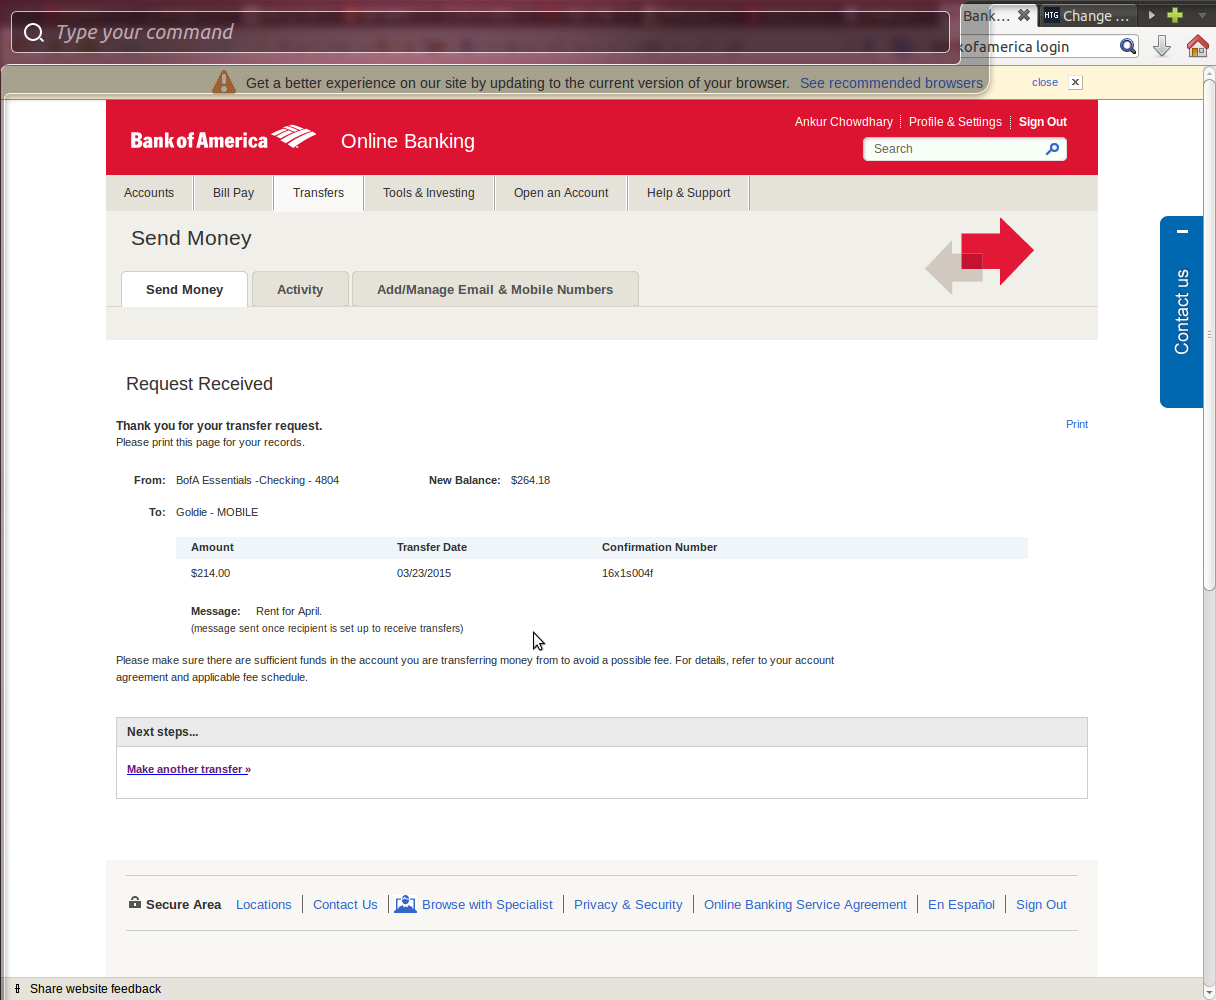 Type your command
Bank...
HTG Change ...
kofamerica login
Get a better experience on our site by updating to the current version of your browser. See recommended browsers close x
Bank of America Online Banking
Ankur Chowdhary Profile & Settings Sign Out
Search
Accounts Bill Pay Transfers Tools & Investing Open an Account Help & Support
Send Money
Send Money Activity Add/Manage Email & Mobile Numbers
Contact us
Request Received
Thank you for your transfer request. Print
Please print this page for your records.
From: BofA Essentials -Checking - 4804 New Balance: $264.18
To: Goldie - MOBILE
Amount Transfer Date Confirmation Number
$214.00 03/23/2015 16x1s004f
Message: Rent for April.
(message sent once recipient is set up to receive transfers)
Please make sure there are sufficient funds in the account you are transferring money from to avoid a possible fee. For details, refer to your account
agreement and applicable fee schedule.
Next steps...
Make another transfer »
Secure Area Locations Contact Us Browse with Specialist Privacy & Security Online Banking Service Agreement En Español Sign Out
Share website feedback